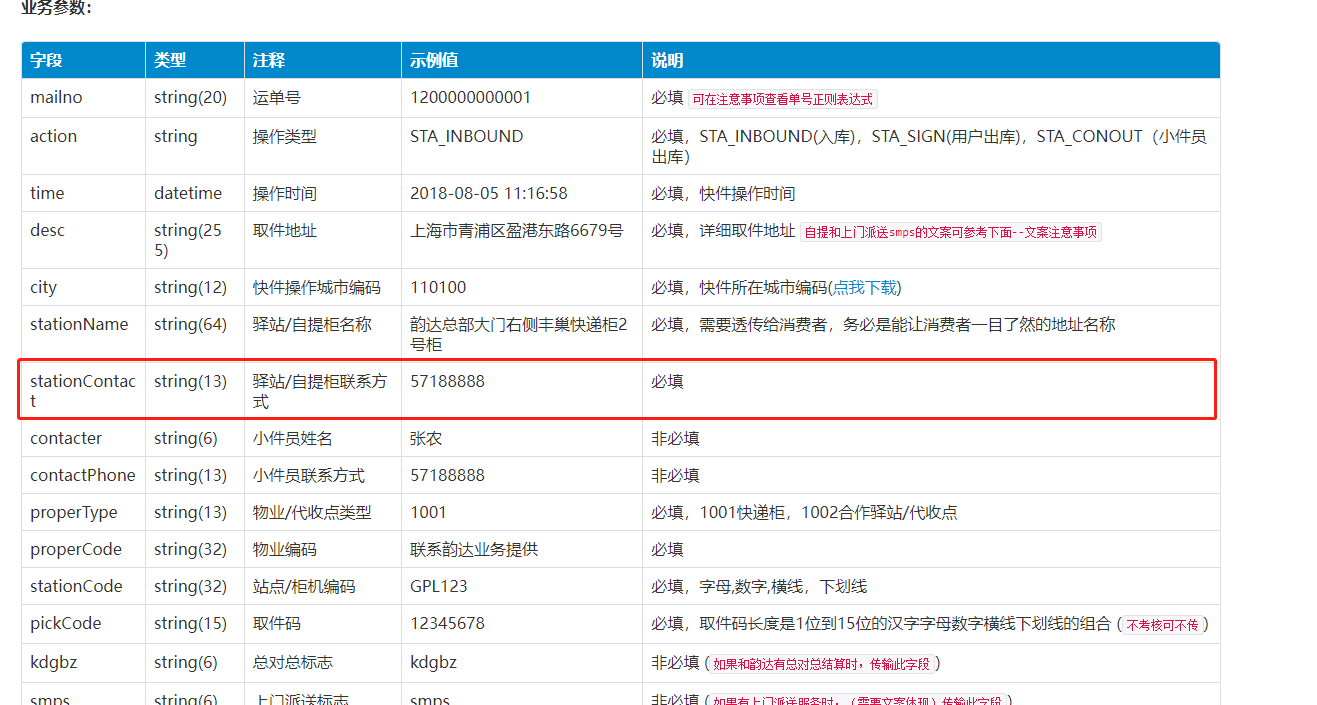 业务参数:
字段 类型 注释 示例值 说明
mailno string(20) 运单号 1200000000001 必填 可在注意事项查看单号正则表达式
action string 操作类型 STA_INBOUND 必填，STA_INBOUND(入库)，STA_SIGN(用户出库)，STA_CONOUT（小件员
出库）
time datetime 操作时间 2018-08-05 11:16:58 必填，快件操作时间
desc string(25 取件地址 上海市青浦区盈港东路6679号 必填，详细取件地址 自提和上门派送smps的文案可参考下面--文案注意事项
5)
city string(12) 快件操作城市编码 110100 必填，快件所在城市编码(点我下载)
stationName string(64) 驿站/自提柜名称 韵达总部大门右侧丰巢快递柜2 必填，需要透传给消费者，务必是能让消费者一目了然的地址名称
号柜
stationContac string(13) 驿站/自提柜联系方 57188888 必填
t 式
contacter string(6) 小件员姓名 张农 非必填
contactPhone string(13) 小件员联系方式 57188888 非必填
properType string(13) 物业/代收点类型 1001 必填，1001快递柜，1002合作驿站/代收点
properCode string(32) 物业编码 联系韵达业务提供 必填
stationCode string(32) 站点/柜机编码 GPL123 必填，字母,数字,横线，下划线
pickCode string(15) 取件码 12345678 必填，取件码长度是1位到15位的汉字字母数字横线下划线的组合 (不考核可不传)
kdgbz string(6) 总对总标志 kdgbz 非必填 (如果和韵达有总对总结算时，传输此字段)
smps string(6) 上门派送标志 smps 非必填 (如果有上门派送服务时，（需要文案体现）传输此字段)